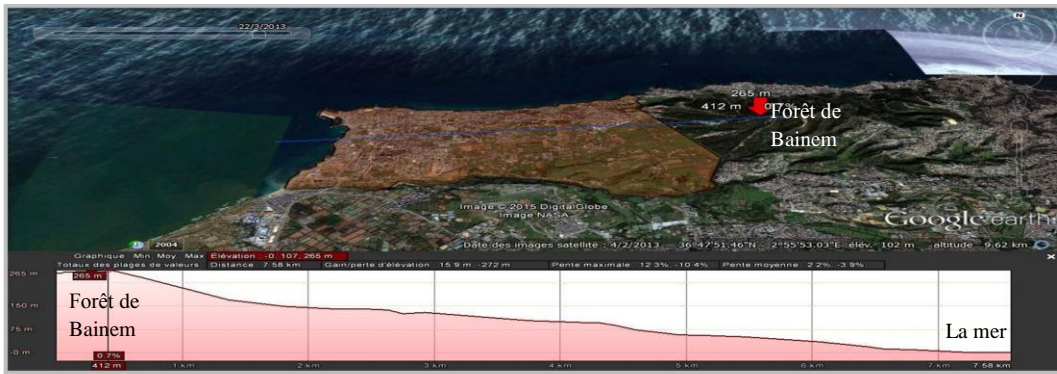 22/3/2013
N
265 m
412 m 0.7%
Forêt de
Bainem
Image © 2015 DigitalGlobe
Image NASA
Google earth
2004
Date des images satellite : 4/2/2013 36°47'51.46"N 2°55'53.03"E élév. 102 m altitude 9.62 km
Graphique Min, Moy, Max Élévation : -0, 107, 265 m
Totaux des plages de valeurs Distance : 7.58 km Gain/perte d'élévation : 15.9 m, -272 m Pente maximale : 12.3%, -10.4% Pente moyenne : 2.2%, -3.9%
265 m
265 m
Forêt de
Bainem
150 m
75 m
La mer
-0 m
0.7%
412 m
1 km
2 km
3 km
4 km
5 km
6 km
7 km
7.58 km